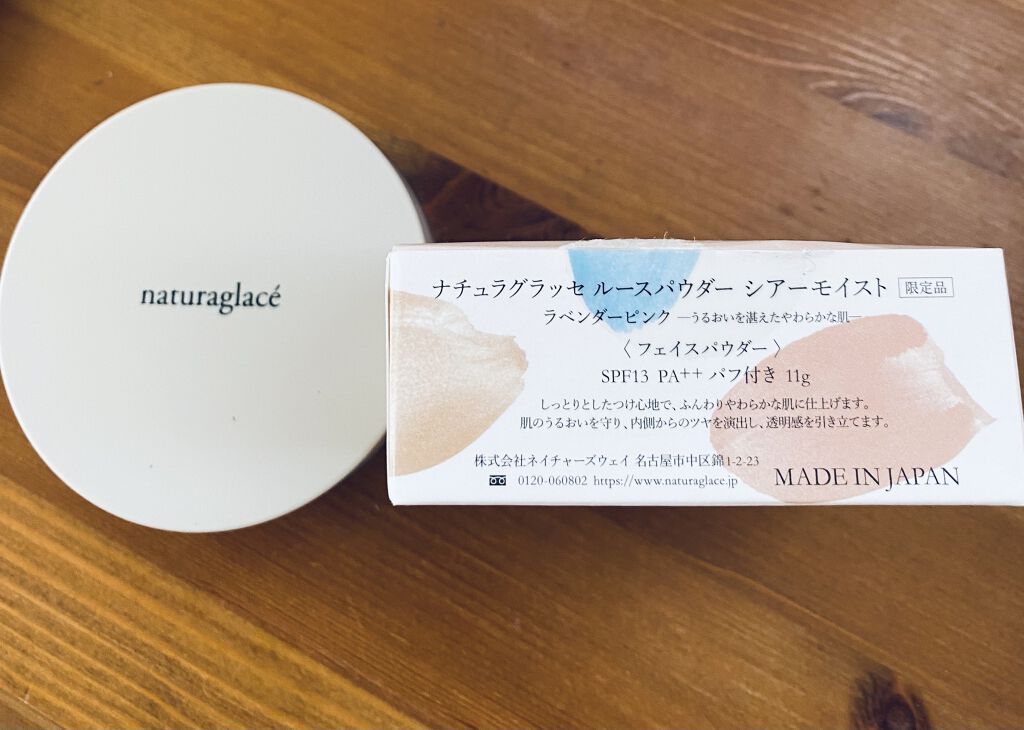 naturaglacé
ナチュラグラッセ ルースパウダー シアーモイスト 限定品
ラベンダーピンク ―うるおいを湛えたやわらかな肌―
〈フェイスパウダー〉
SPF13 PA++ パフ付き 11g
しっとりとしたつけ心地で、ふんわりやわらかな肌に仕上げます。
肌のうるおいを守り、内側からのツヤを演出し、透明感を引き立てます。
株式会社ネイチャーズウェイ 名古屋市中区錦1-2-23
0120-060802 https://www.naturaglace.jp
MADE IN JAPAN